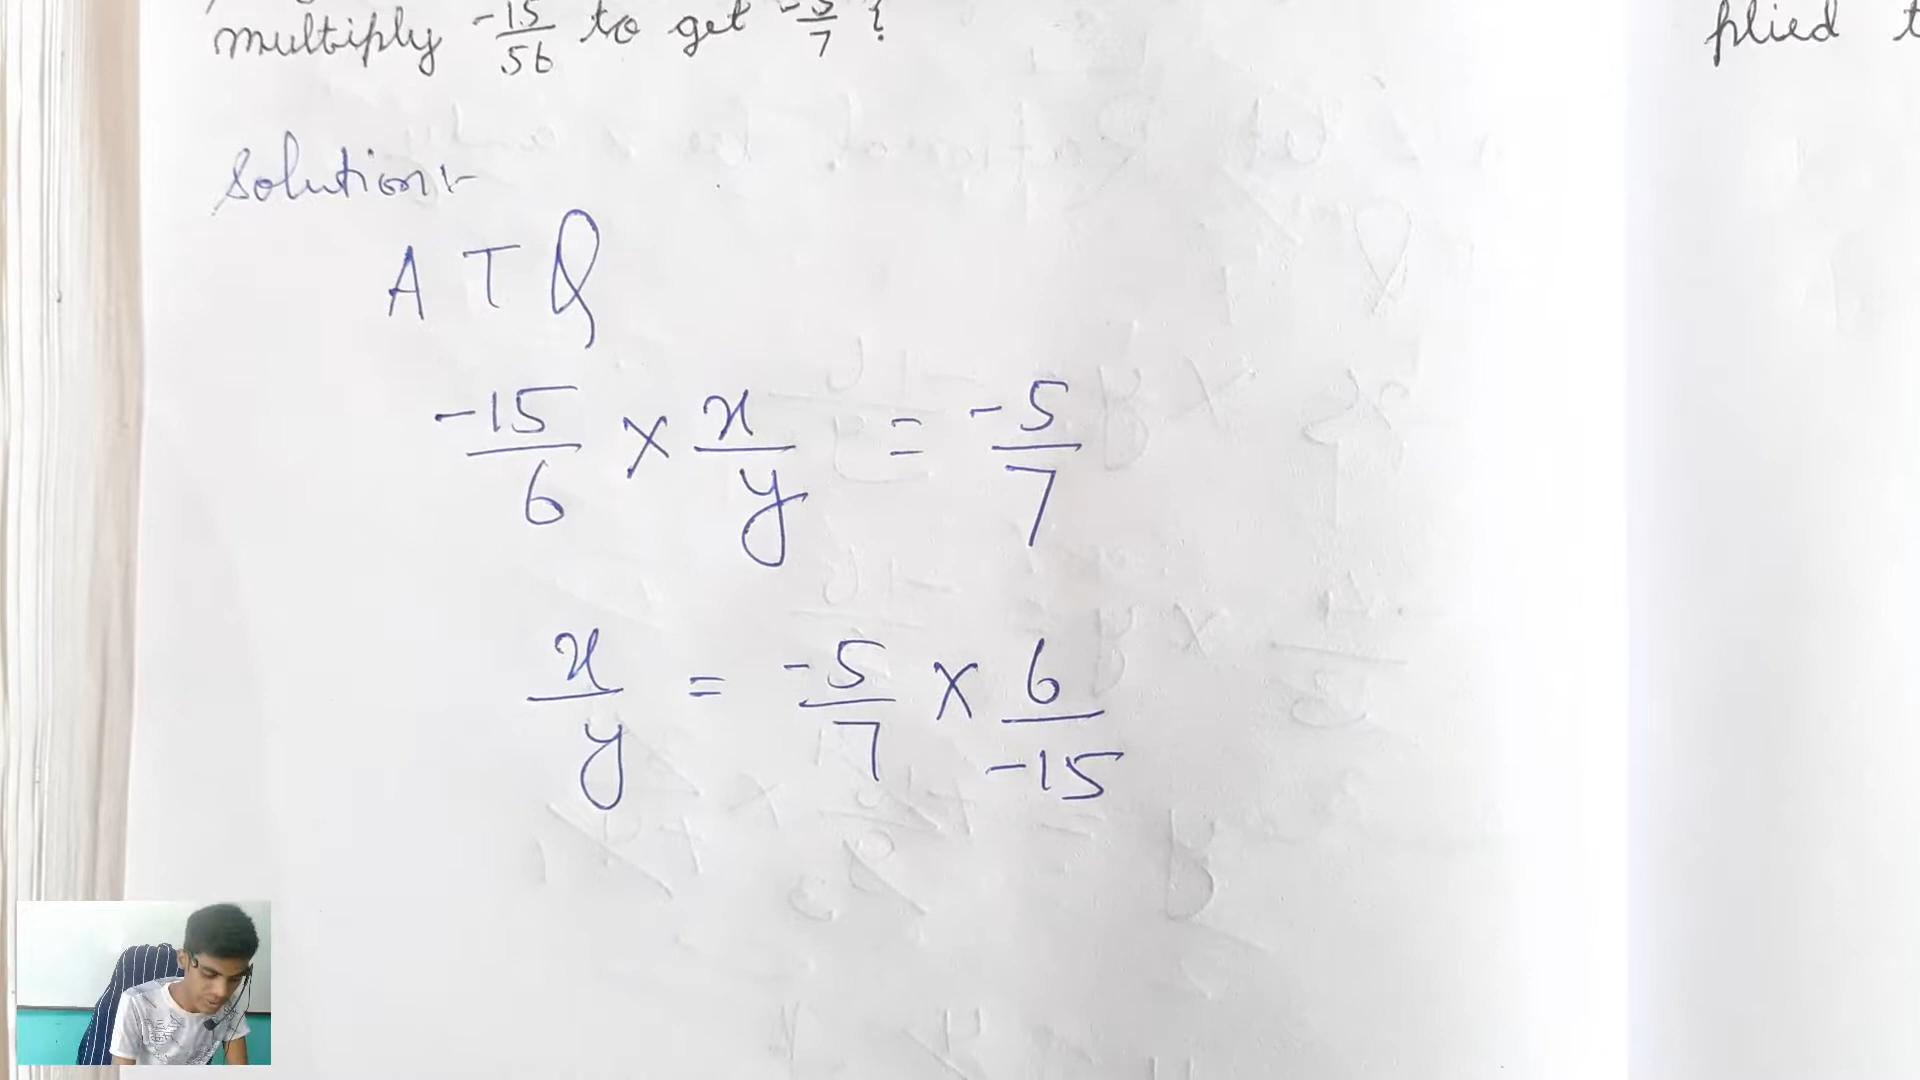 multiply -15/56 to get -5/7 ?
plied t
Solution:-
A T Q
-15/6 × x/y = -5/7
x/y = -5/7 × 6/-15